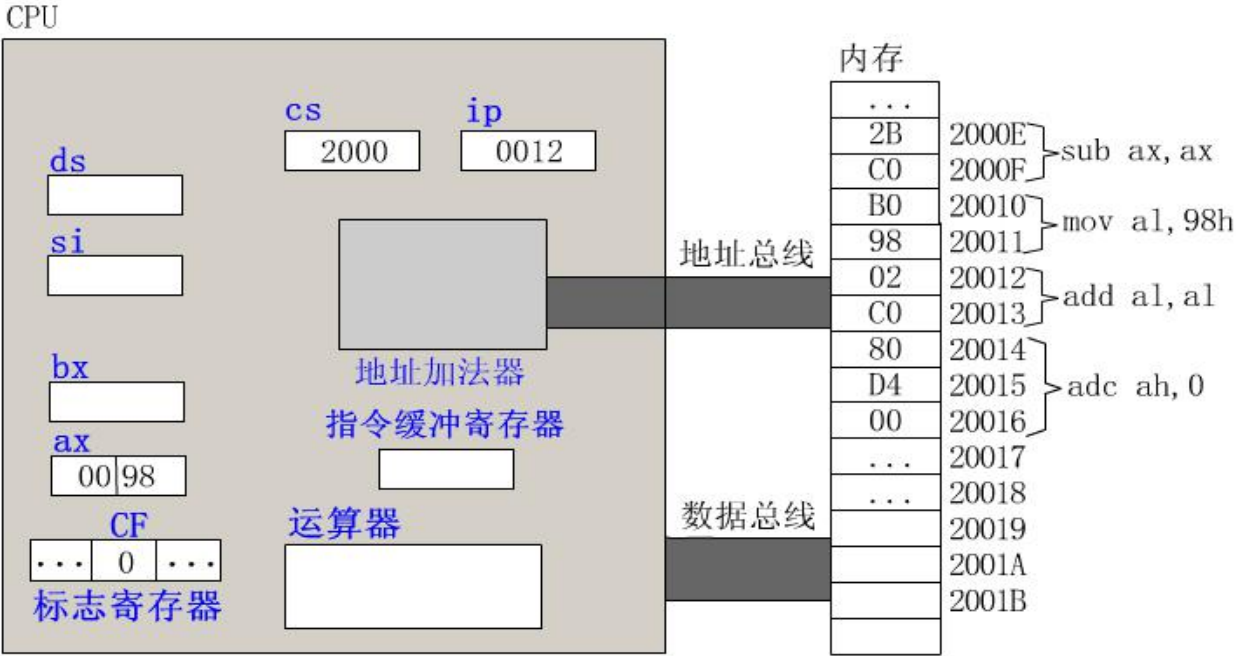 CPU
cs
ip
2000
0012
ds
si
地址加法器
bx
指令缓冲寄存器
ax
00 98
CF
... 0 ...
标志寄存器
运算器
地址总线
数据总线
内存
...
2B 2000E
C0 2000F
sub ax,ax
B0 20010
98 20011
mov al,98h
02 20012
C0 20013
add al,al
80 20014
D4 20015
00 20016
adc ah,0
... 20017
... 20018
20019
2001A
2001B